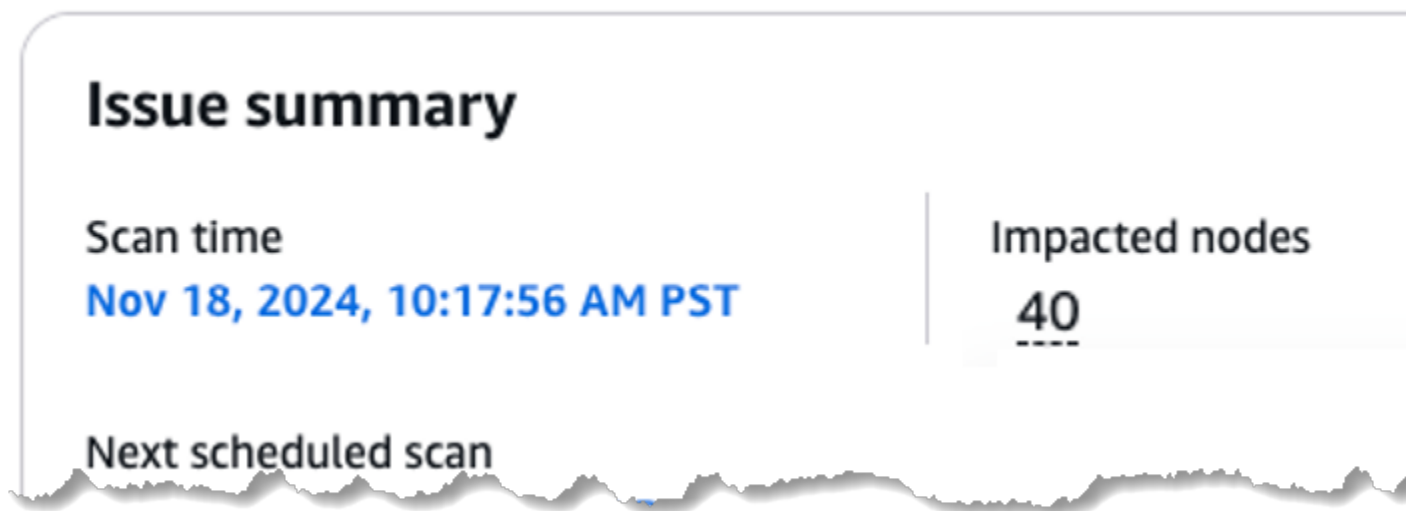 Issue summary
Scan time
Nov 18, 2024, 10:17:56 AM PST
Impacted nodes
40
Next scheduled scan